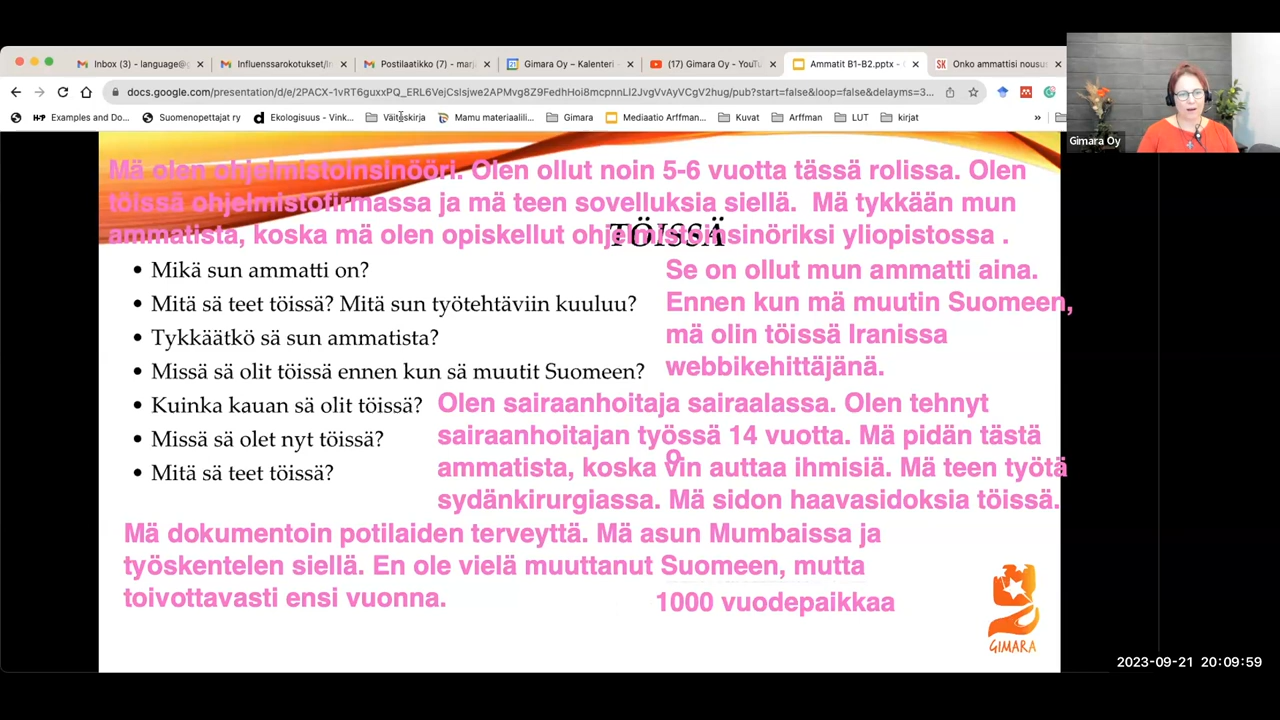 Inbox (3) - language@g
Influenssarokotukset/In
Postilaatikko (7) - marj
Gimara Oy – Kalenteri -
(17) Gimara Oy - YouTu
Ammatit B1-B2.pptx - G
Onko ammattisi nousus
docs.google.com/presentation/d/e/2PACX-1vRT6guxxPQ_ERL6VejCsIsjwe2APMvg8Z9FedhHoi8mcpnnLI2JvgVvAyVCgV2hug/pub?start=false&loop=false&delayms=3...
Examples and Do...
Suomenopettajat ry
Ekologisuus - Vink...
Väitöskirja
Mamu materiaalili...
Gimara
Mediaatio Arffman...
Kuvat
Arffman
LUT
kirjat
»
Gimara Oy
Mä olen ohjelmistoinsinööri. Olen ollut noin 5-6 vuotta tässä rolissa. Olen
töissä ohjelmistofirmassa ja mä teen sovelluksia siellä. Mä tykkään mun
ammatista, koska mä olen opiskellut ohjelmistoinsinöriksi yliopistossa .
TÖISSÄ
• Mikä sun ammatti on?
• Mitä sä teet töissä? Mitä sun työtehtäviin kuuluu?
• Tykkäätkö sä sun ammatista?
• Missä sä olit töissä ennen kun sä muutit Suomeen?
• Kuinka kauan sä olit töissä?
• Missä sä olet nyt töissä?
• Mitä sä teet töissä?
Se on ollut mun ammatti aina.
Ennen kun mä muutin Suomeen,
mä olin töissä Iranissa
webbikehittäjänä.
Olen sairaanhoitaja sairaalassa. Olen tehnyt
sairaanhoitajan työssä 14 vuotta. Mä pidän tästä
o
ammatista, koska vin auttaa ihmisiä. Mä teen työtä
sydänkirurgiassa. Mä sidon haavasidoksia töissä.
Mä dokumentoin potilaiden terveyttä. Mä asun Mumbaissa ja
työskentelen siellä. En ole vielä muuttanut Suomeen, mutta
toivottavasti ensi vuonna.
1000 vuodepaikkaa
GIMARA
2023-09-21 20:09:59